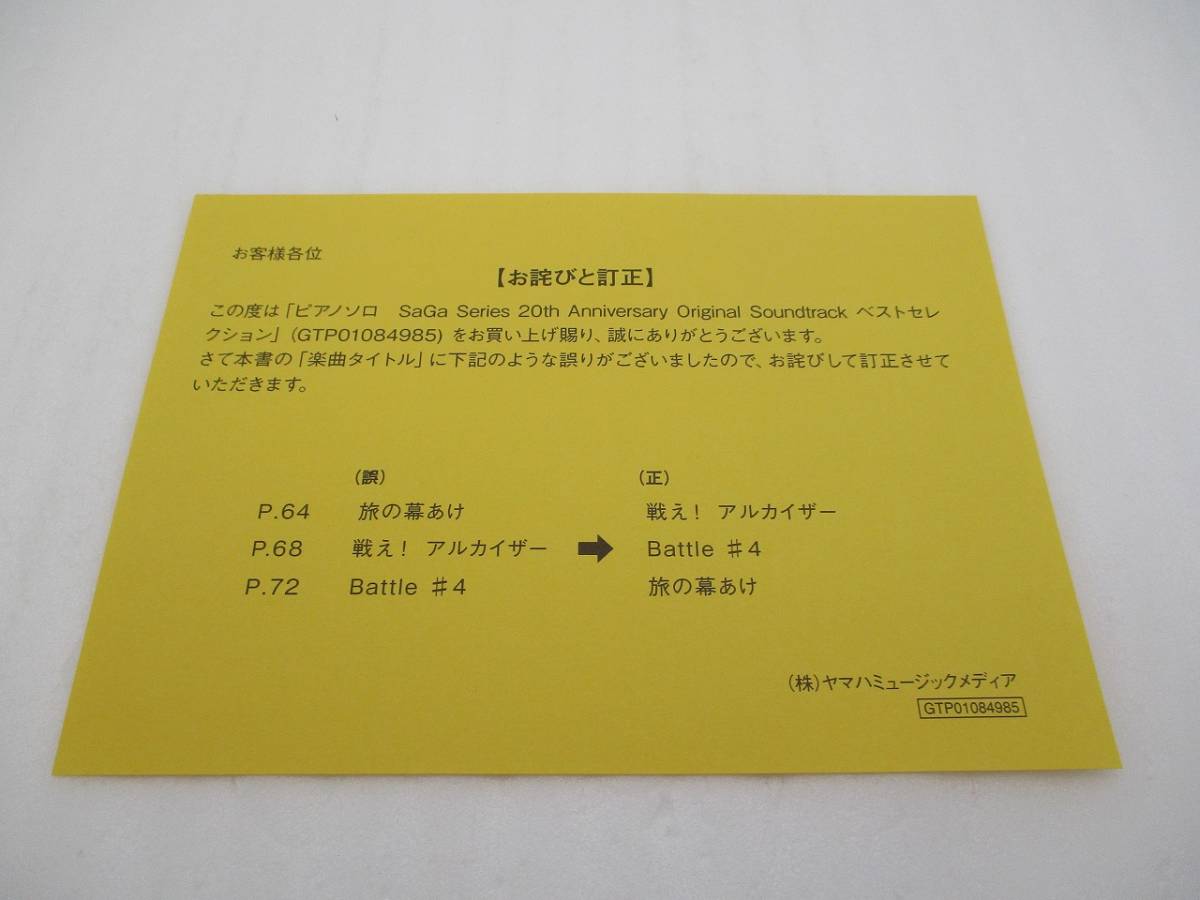 お客様各位
【お詫びと訂正】
この度は「ピアノソロ　SaGa Series 20th Anniversary Original Soundtrack ベストセレ
クション」(GTP01084985) をお買い上げ賜り、誠にありがとうございます。
さて本書の「楽曲タイトル」に下記のような誤りがございましたので、お詫びして訂正させて
いただきます。
(誤) (正)
P.64 旅の幕あけ 戦え！ アルカイザー
P.68 戦え！ アルカイザー ➡ Battle ♯4
P.72 Battle ♯4 旅の幕あけ
(株)ヤマハミュージックメディア
GTP01084985